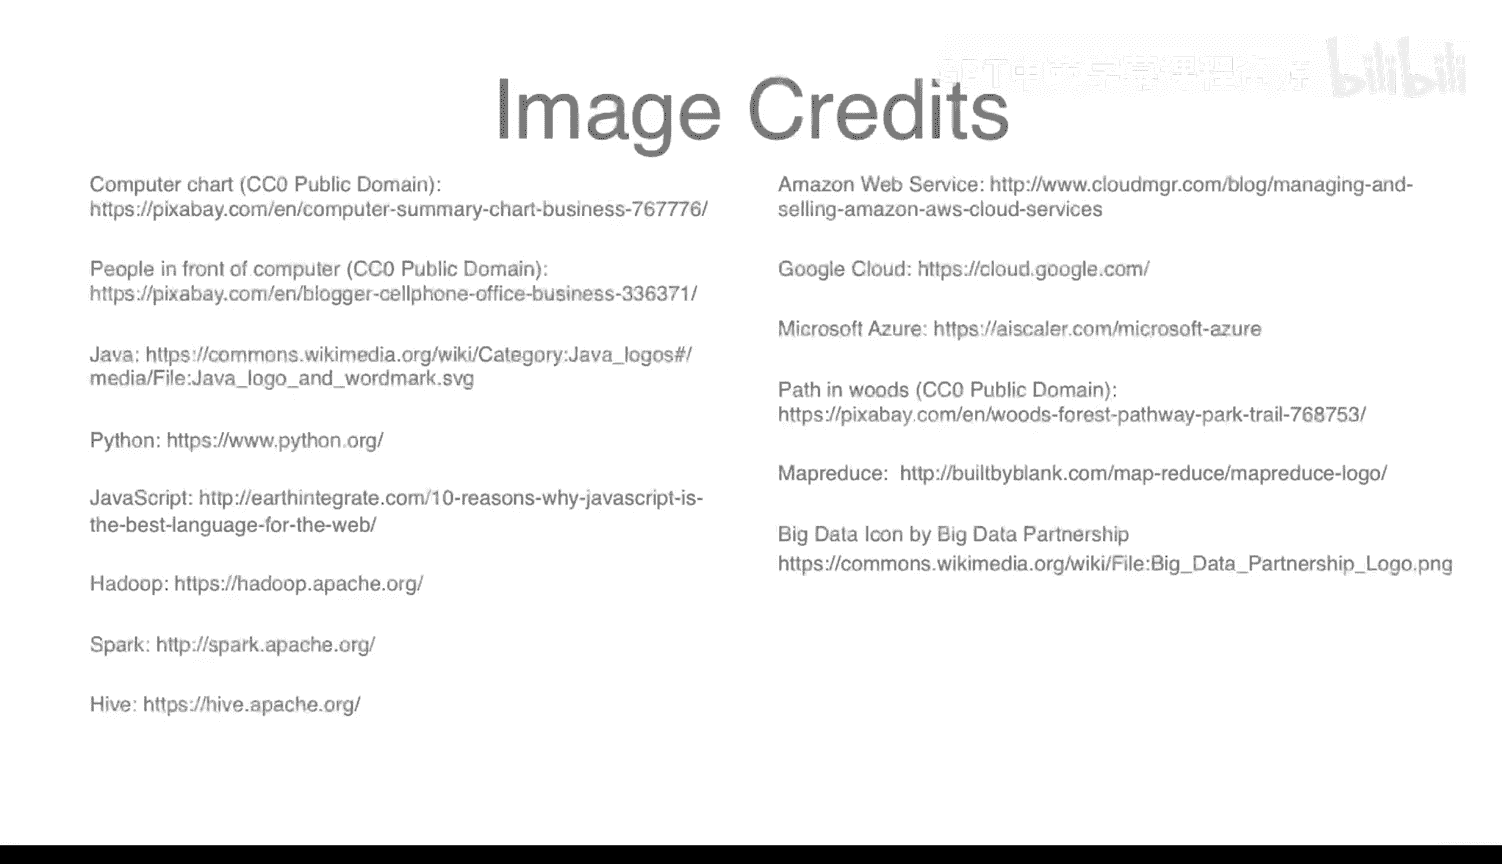 Image Credits
Computer chart (CC0 Public Domain):
https://pixabay.com/en/computer-summary-chart-business-767776/
People in front of computer (CC0 Public Domain):
https://pixabay.com/en/blogger-cellphone-office-business-336371/
Java: https://commons.wikimedia.org/wiki/Category:Java_logos#/
media/File:Java_logo_and_wordmark.svg
Python: https://www.python.org/
JavaScript: http://earthintegrate.com/10-reasons-why-javascript-is-
the-best-language-for-the-web/
Hadoop: https://hadoop.apache.org/
Spark: http://spark.apache.org/
Hive: https://hive.apache.org/
Amazon Web Service: http://www.cloudmgr.com/blog/managing-and-
selling-amazon-aws-cloud-services
Google Cloud: https://cloud.google.com/
Microsoft Azure: https://aiscaler.com/microsoft-azure
Path in woods (CC0 Public Domain):
https://pixabay.com/en/woods-forest-pathway-park-trail-768753/
Mapreduce:  http://builtbyblank.com/map-reduce/mapreduce-logo/
Big Data Icon by Big Data Partnership
https://commons.wikimedia.org/wiki/File:Big_Data_Partnership_Logo.png
bilibili